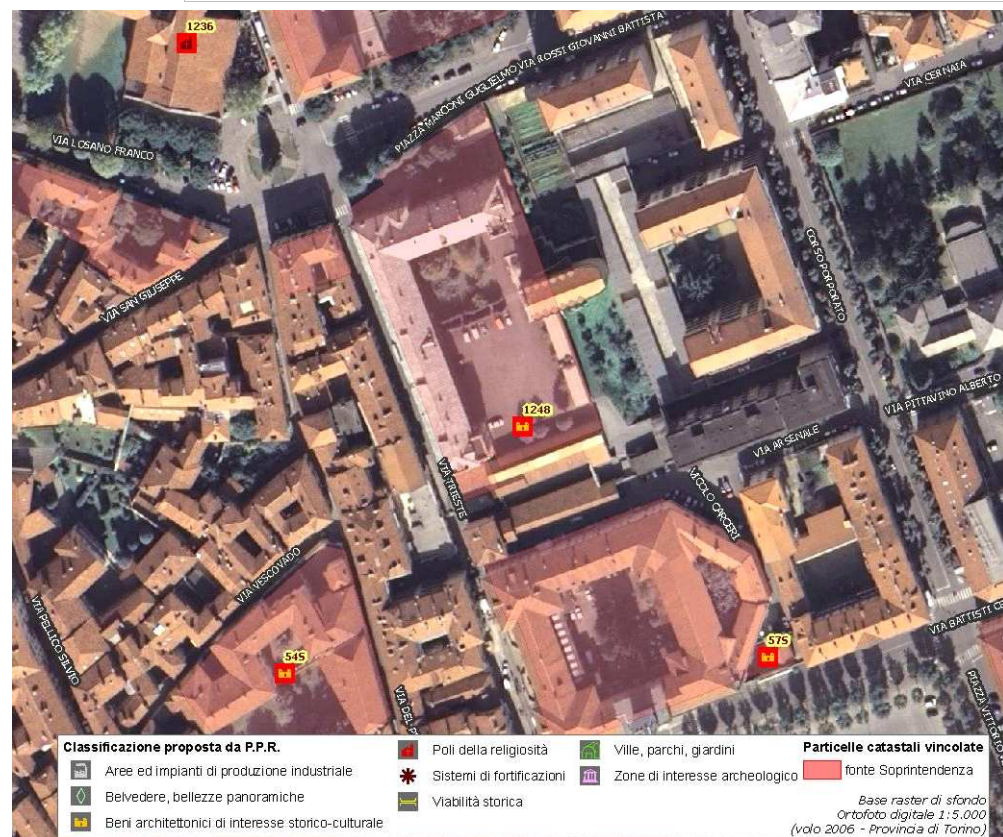 1236
PIAZZA MARCONI GUGLIELMO
VIA ROSSI GIOVANNI BATTISTA
VIA CERNAIA
VIA LOSANO FRANCO
VIA SAN GIUSEPPE
CORSO PORPORATO
VIA PITTAVINO ALBERTO
1248
VIA ARSENALE
VIA TRIESTE
VICOLO CARCERI
VIA VESCOVADO
VIA PELLICO SILVIO
VIA BATTISTI
54S
57S
VIA DEL
PIAZZA
Classificazione proposta da P.P.R.
Aree ed impianti di produzione industriale
Belvedere, bellezze panoramiche
Beni architettonici di interesse storico-culturale
Poli della religiosità
Sistemi di fortificazioni
Viabilità storica
Ville, parchi, giardini
Zone di interesse archeologico
Particelle catastali vincolate
fonte Soprintendenza
Base raster di sfondo
Ortofoto digitale 1:5.000
(volo 2006 - Provincia di Torino)